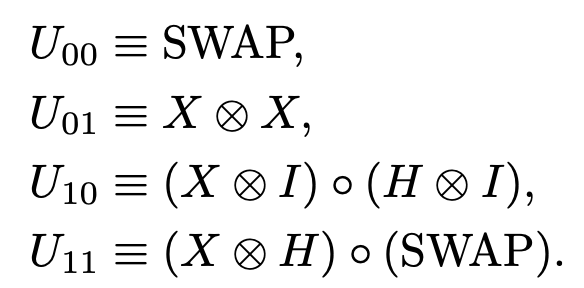 U₀₀ ≡ SWAP,
U₀₁ ≡ X ⊗ X,
U₁₀ ≡ (X ⊗ I) ∘ (H ⊗ I),
U₁₁ ≡ (X ⊗ H) ∘ (SWAP).